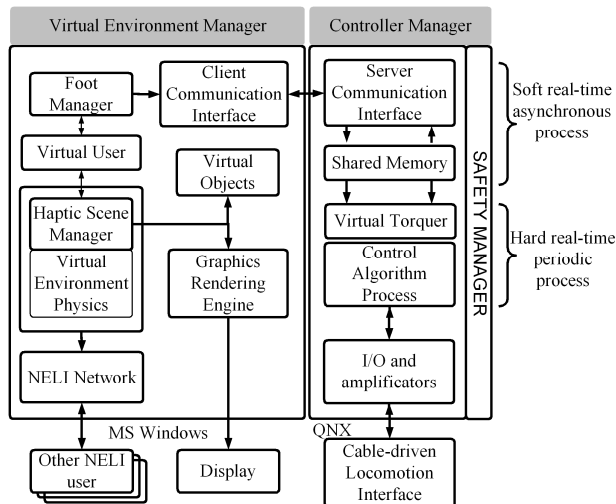 Virtual Environment Manager
Controller Manager
Foot
Manager
Client
Communication
Interface
Server
Communication
Interface
Soft real-time
asynchronous
process
Virtual User
Virtual
Objects
Shared Memory
SAFETY MANAGER
Haptic Scene
Manager
Virtual Torquer
Virtual
Environment
Physics
Graphics
Rendering
Engine
Control
Algorithm
Process
Hard real-time
periodic
process
NELI Network
I/O and
amplificators
MS Windows
QNX
Other NELI
user
Display
Cable-driven
Locomotion
Interface